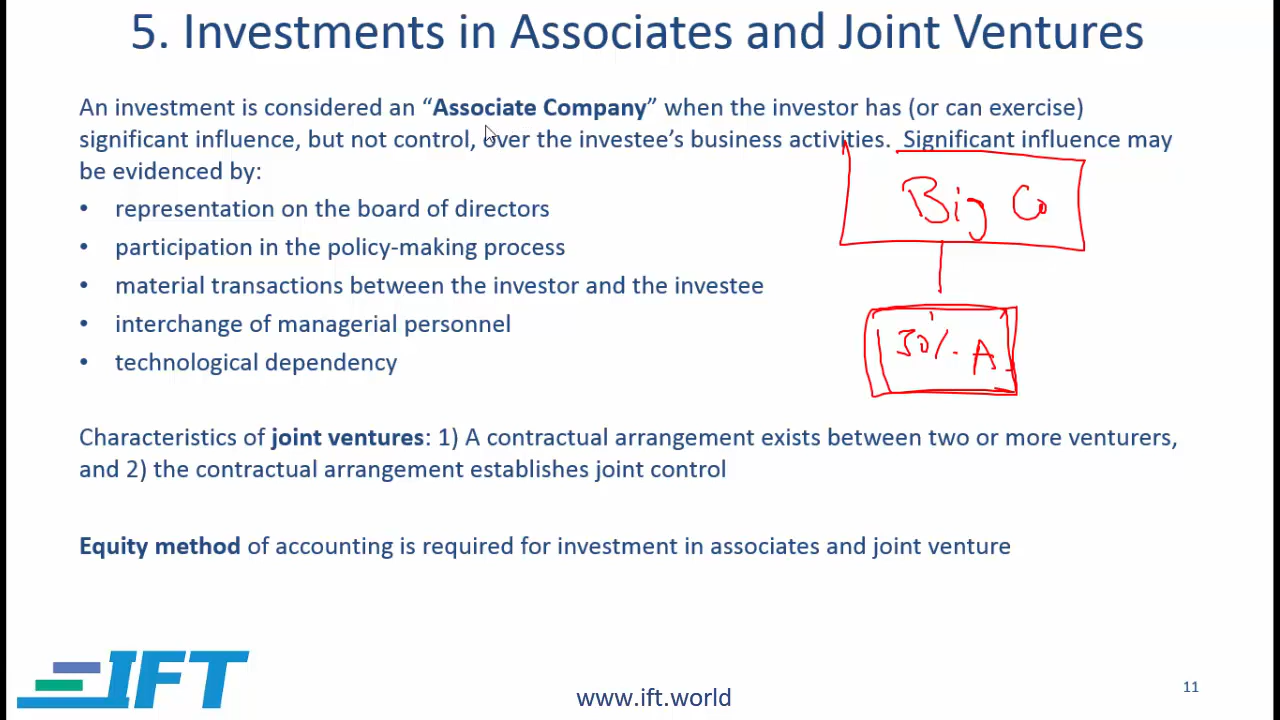 5. Investments in Associates and Joint Ventures
An investment is considered an “Associate Company” when the investor has (or can exercise)
significant influence, but not control, over the investee’s business activities. Significant influence may
be evidenced by:
• representation on the board of directors
Big Co
• participation in the policy-making process
• material transactions between the investor and the investee
• interchange of managerial personnel
30% A
• technological dependency
Characteristics of joint ventures: 1) A contractual arrangement exists between two or more venturers,
and 2) the contractual arrangement establishes joint control
Equity method of accounting is required for investment in associates and joint venture
IFT
www.ift.world
11